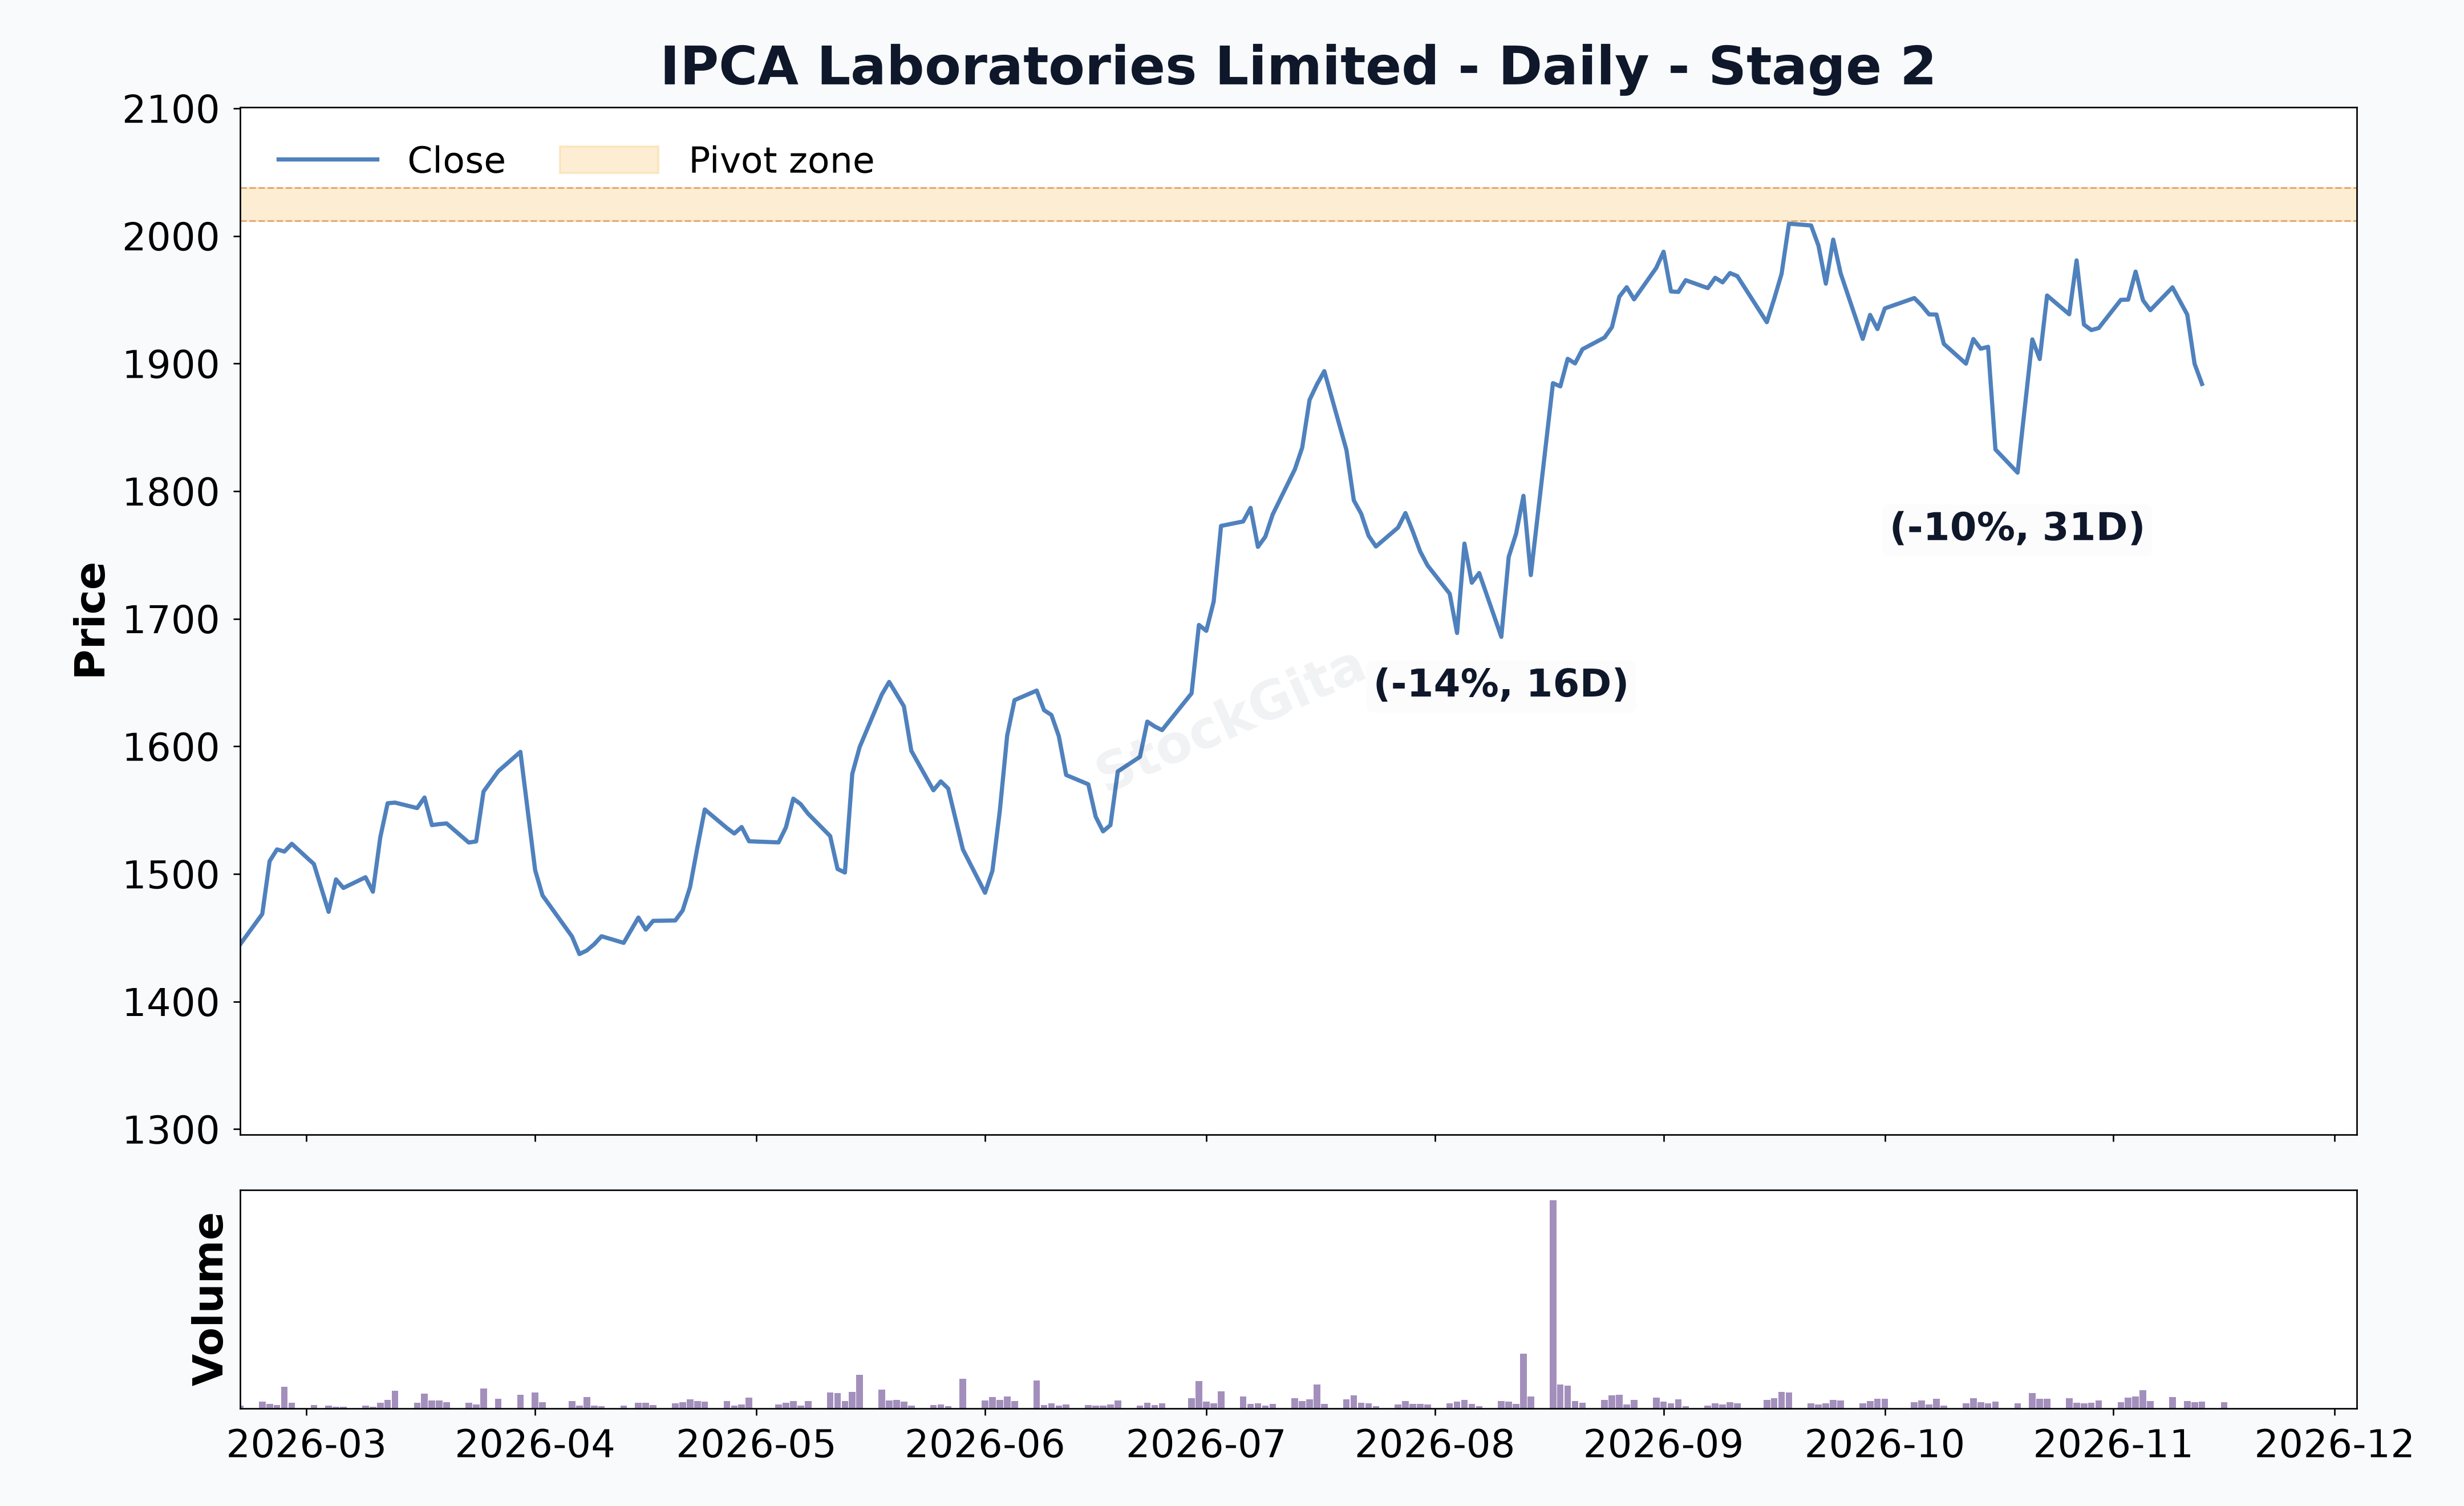 IPCA Laboratories Limited - Daily - Stage 2
Close
Pivot zone
Price
2100
2000
1900
1800
1700
1600
1500
1400
1300
(-10%, 31D)
(-14%, 16D)
StockGita
Volume
2026-03
2026-04
2026-05
2026-06
2026-07
2026-08
2026-09
2026-10
2026-11
2026-12